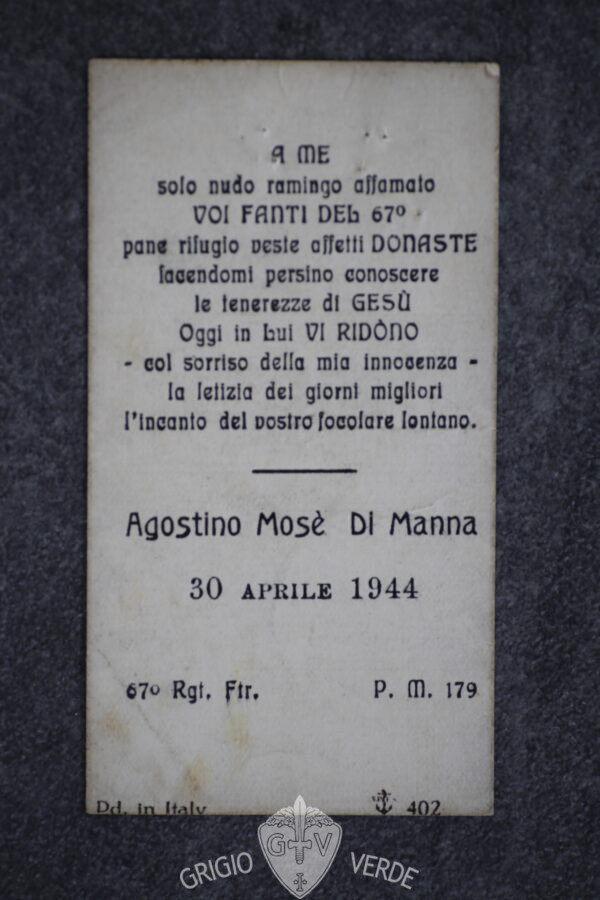 A ME
solo nudo ramingo affamato
VOI FANTI DEL 67º
pane rifugio veste affetti DONASTE
facendomi persino conoscere
le tenerezze di GESÙ
Oggi in Lui VI RIDÒNO
- col sorriso della mia innocenza -
la letizia dei giorni migliori
l'incanto del vostro focolare lontano.
Agostino Mosè Di Manna
30 APRILE 1944
67º Rgt. Ftr. P. M. 179
Pd. in Italy 402
G V
GRIGIO VERDE